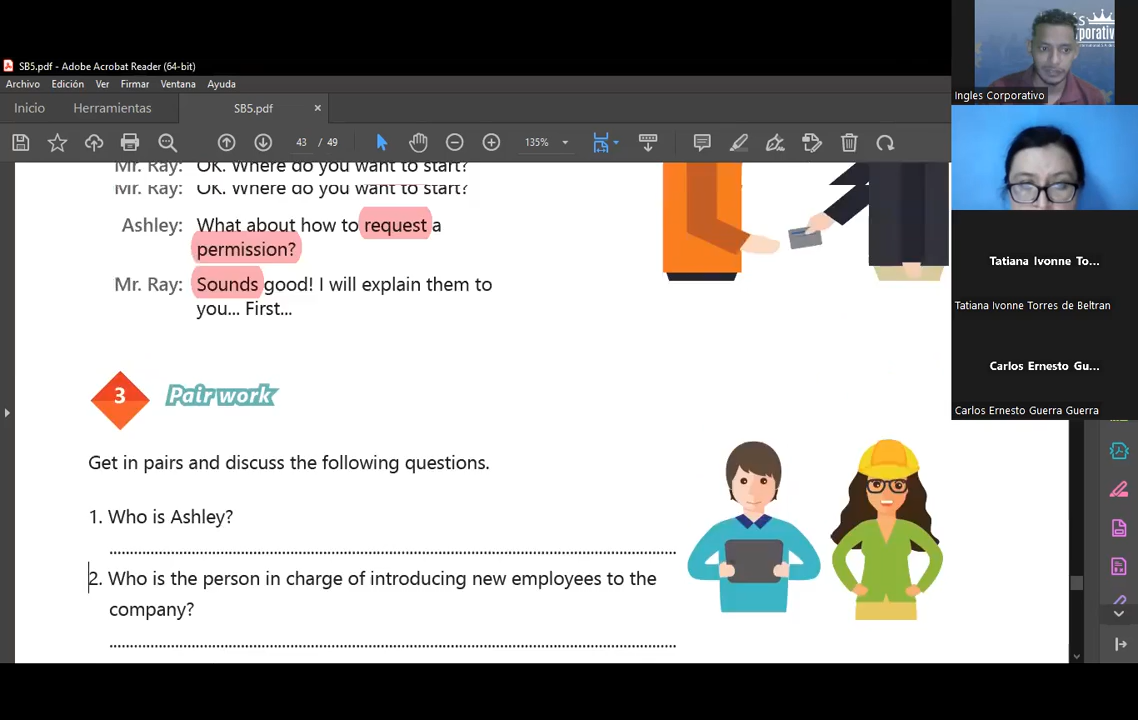 SB5.pdf - Adobe Acrobat Reader (64-bit)
Archivo Edición Ver Firmar Ventana Ayuda
Inicio Herramientas SB5.pdf ×
43 / 49 135%
Mr. Ray: OK. Where do you want to start?
Mr. Ray: OK. Where do you want to start?
Ashley: What about how to request a
permission?
Mr. Ray: Sounds good! I will explain them to
you... First...
3 Pair work
Get in pairs and discuss the following questions.
1. Who is Ashley?
2. Who is the person in charge of introducing new employees to the
company?
Ingles Corporativo
Tatiana Ivonne To...
Tatiana Ivonne Torres de Beltran
Carlos Ernesto Gu...
Carlos Ernesto Guerra Guerra